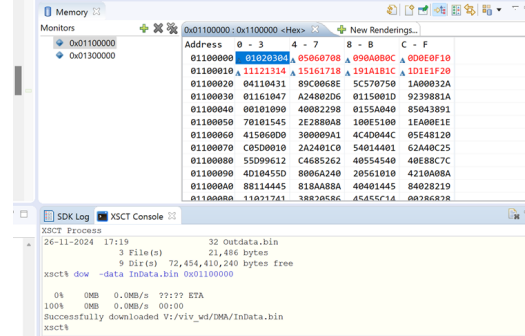 Memory
Monitors
0x01100000 : 0x1100000 <Hex>
New Renderings...
0x01100000
0x01300000
Address 0 - 3 4 - 7 8 - B C - F
01100000 01020304 05060708 090A0B0C 0D0E0F10
01100010 11121314 15161718 191A1B1C 1D1E1F20
01100020 04110431 89C0068E 5C570750 1A00032A
01100030 01161047 A24802D6 0115001D 9239881A
01100040 00101090 40082298 0155A040 85043891
01100050 70101545 2E2880A8 100E5100 1EA00E1E
01100060 415060D0 300009A1 4C4D044C 05E48120
01100070 C05D0010 2A2401C0 54014401 62A40C25
01100080 55D99612 C4685262 40554540 40E88C7C
01100090 4D10455D 8006A240 20561010 4210A08A
011000A0 88114445 818AA88A 40401445 84028219
011000B0 11021741 38820586 45455C14 00286828
SDK Log XSCT Console
XSCT Process
26-11-2024 17:19 32 Outdata.bin
3 File(s) 21,486 bytes
9 Dir(s) 72,454,410,240 bytes free
xsct% dow -data InData.bin 0x01100000
0% 0MB 0.0MB/s ??:?? ETA
100% 0MB 0.0MB/s 00:00
Successfully downloaded V:/viv_wd/DMA/InData.bin
xsct%